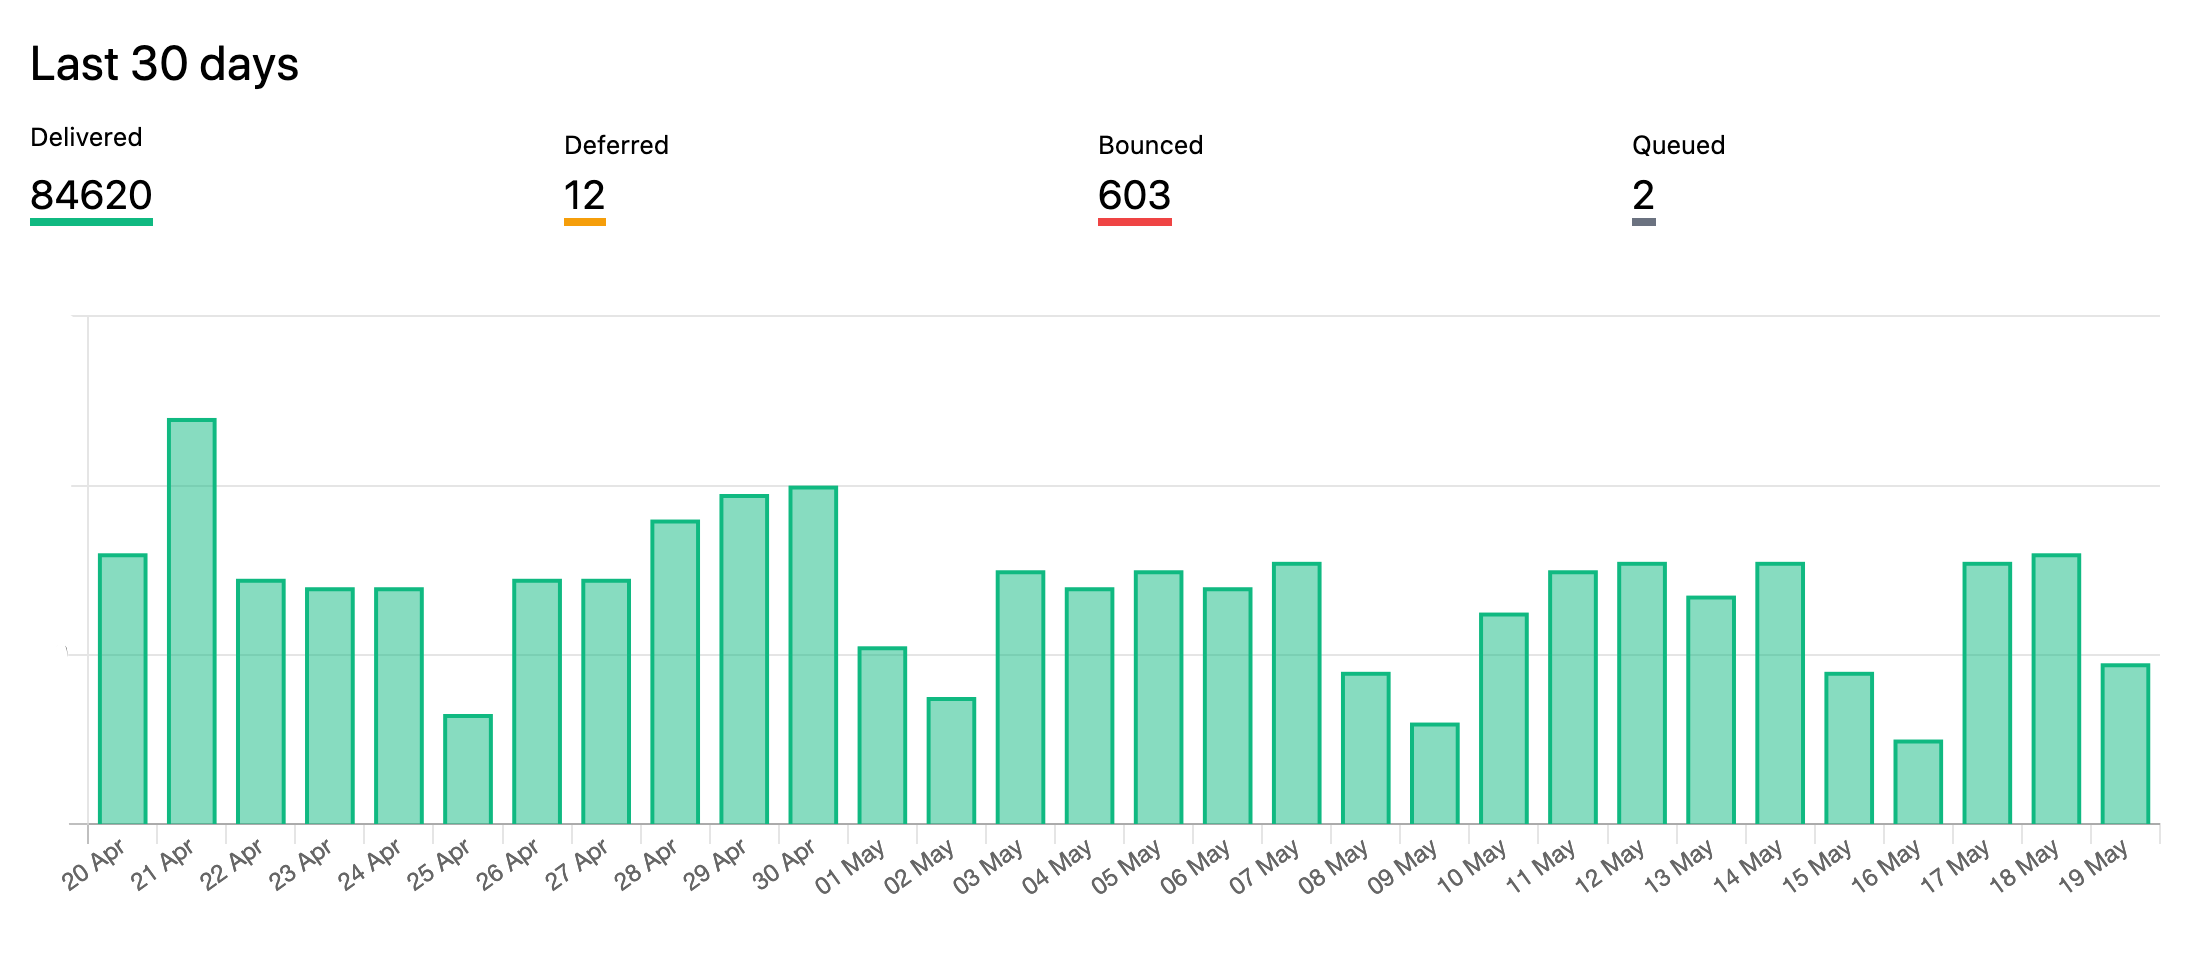 Last 30 days
Delivered
Deferred
Bounced
Queued
84620
12
603
2
20 Apr
21 Apr
22 Apr
23 Apr
24 Apr
25 Apr
26 Apr
27 Apr
28 Apr
29 Apr
30 Apr
01 May
02 May
03 May
04 May
05 May
06 May
07 May
08 May
09 May
10 May
11 May
12 May
13 May
14 May
15 May
16 May
17 May
18 May
19 May